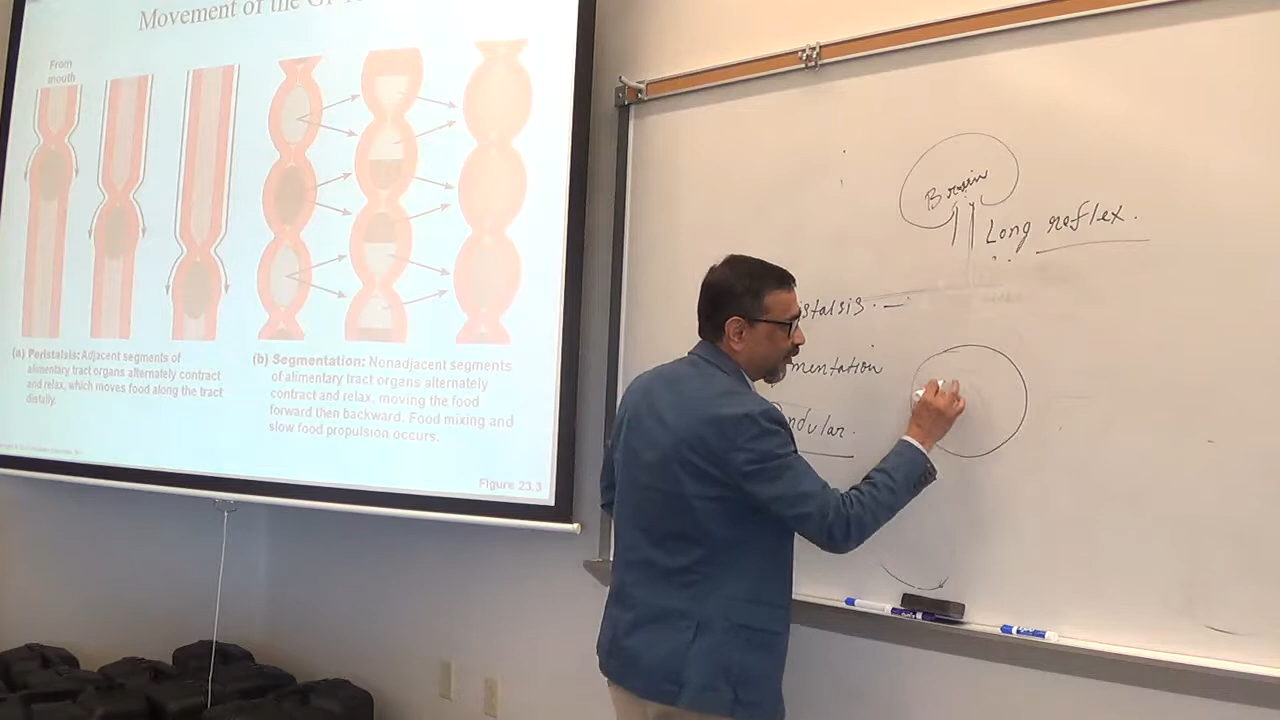 Movement of the GI
From
mouth
(a) Peristalsis: Adjacent segments of
alimentary tract organs alternately contract
and relax, which moves food along the tract
distally.
(b) Segmentation: Nonadjacent segments
of alimentary tract organs alternately
contract and relax, moving the food
forward then backward. Food mixing and
slow food propulsion occurs.
Figure 23.3
Brain
Long reflex.
stalsis. —
mentation
ndular.